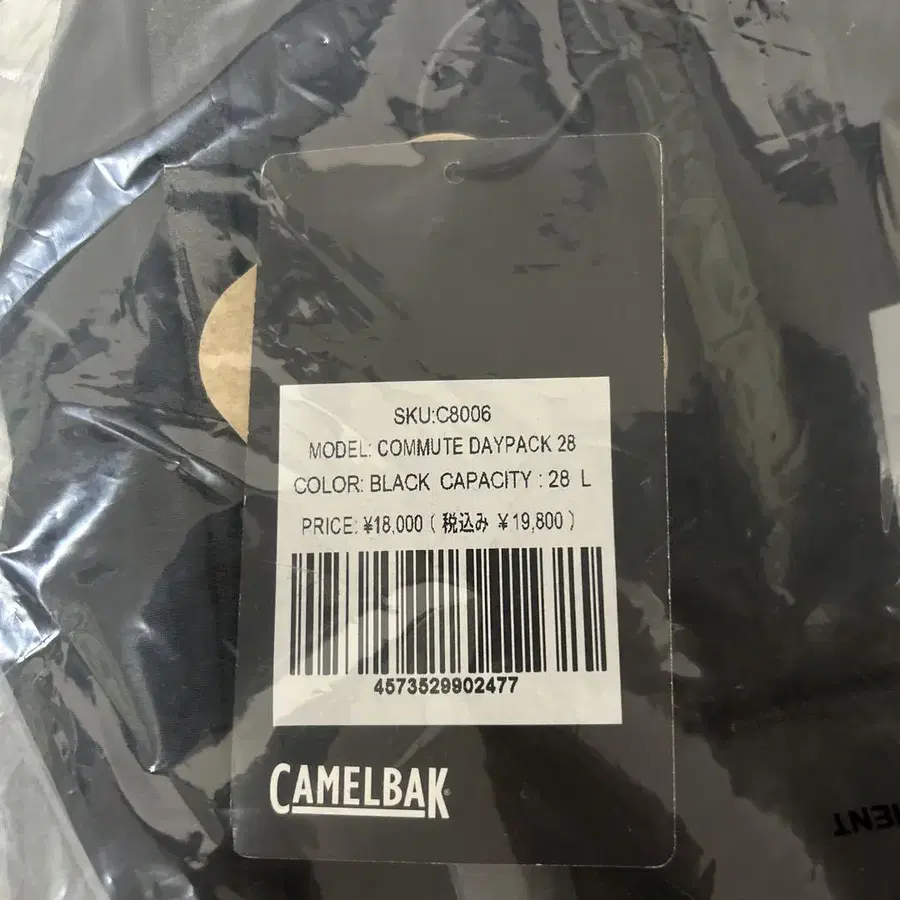 SKU:C8006
MODEL: COMMUTE DAYPACK 28
COLOR: BLACK CAPACITY : 28 L
PRICE: ¥18,000 ( 税込み ¥19,800 )
4573529902477
CAMELBAK